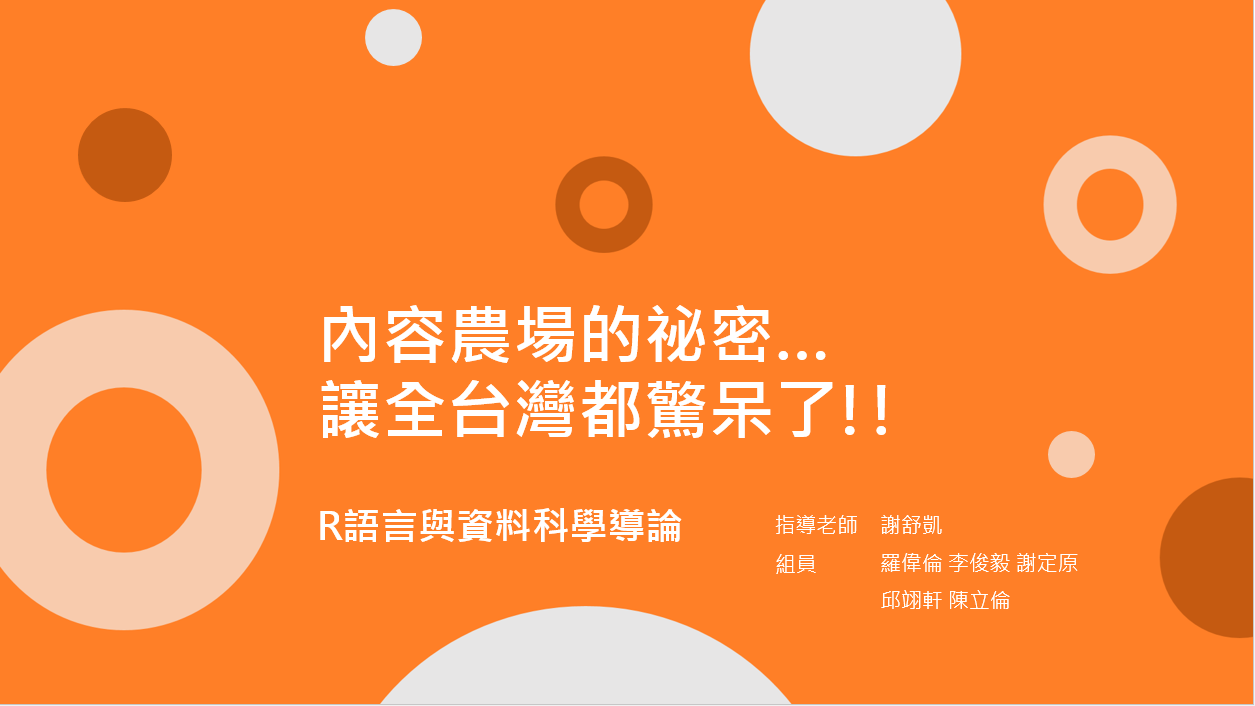 內容農場的祕密...
讓全台灣都驚呆了!!
R語言與資料科學導論
指導老師 謝舒凱
組員 羅偉倫 李俊毅 謝定原
邱翊軒 陳立倫